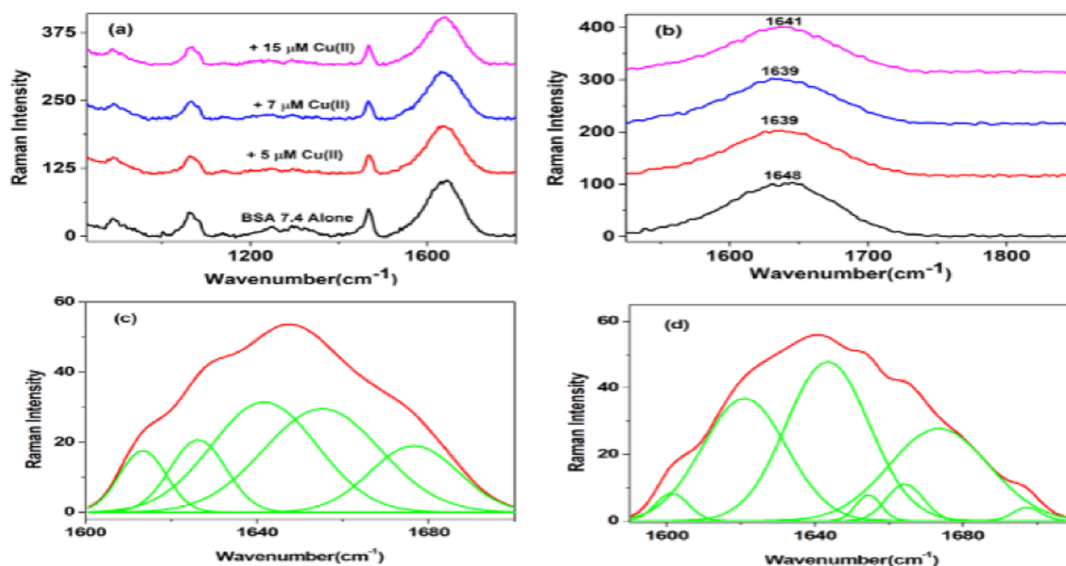 (a)
Raman Intensity
375
250
125
0
+ 15 μM Cu(II)
+ 7 μM Cu(II)
+ 5 μM Cu(II)
BSA 7.4 Alone
1200
1600
Wavenumber(cm⁻¹)
(b)
Raman Intensity
400
300
200
100
0
1641
1639
1639
1648
1600
1700
1800
Wavenumber(cm⁻¹)
(c)
Raman Intensity
60
40
20
0
1600
1640
1680
Wavenumber(cm⁻¹)
(d)
Raman Intensity
60
40
20
0
1600
1640
1680
Wavenumber(cm⁻¹)